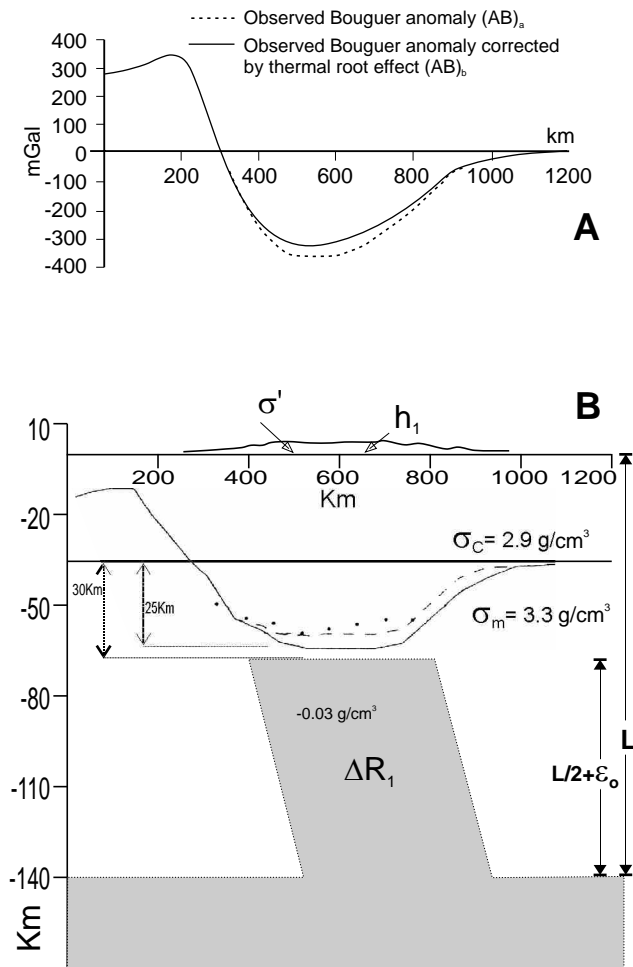 Observed Bouguer anomaly (AB)ₐ
Observed Bouguer anomaly corrected
by thermal root effect (AB)b
400
300
200
100
0
-100
-200
-300
-400
mGal
km
200 400 600 800 1000 1200
A
B
σ'
h₁
10
-20
-50
-80
-110
-140
Km
200 400 600 800 1000 1200
Km
σC= 2.9 g/cm³
σm= 3.3 g/cm³
30Km
25Km
-0.03 g/cm³
ΔR₁
L
L/2+εₒ